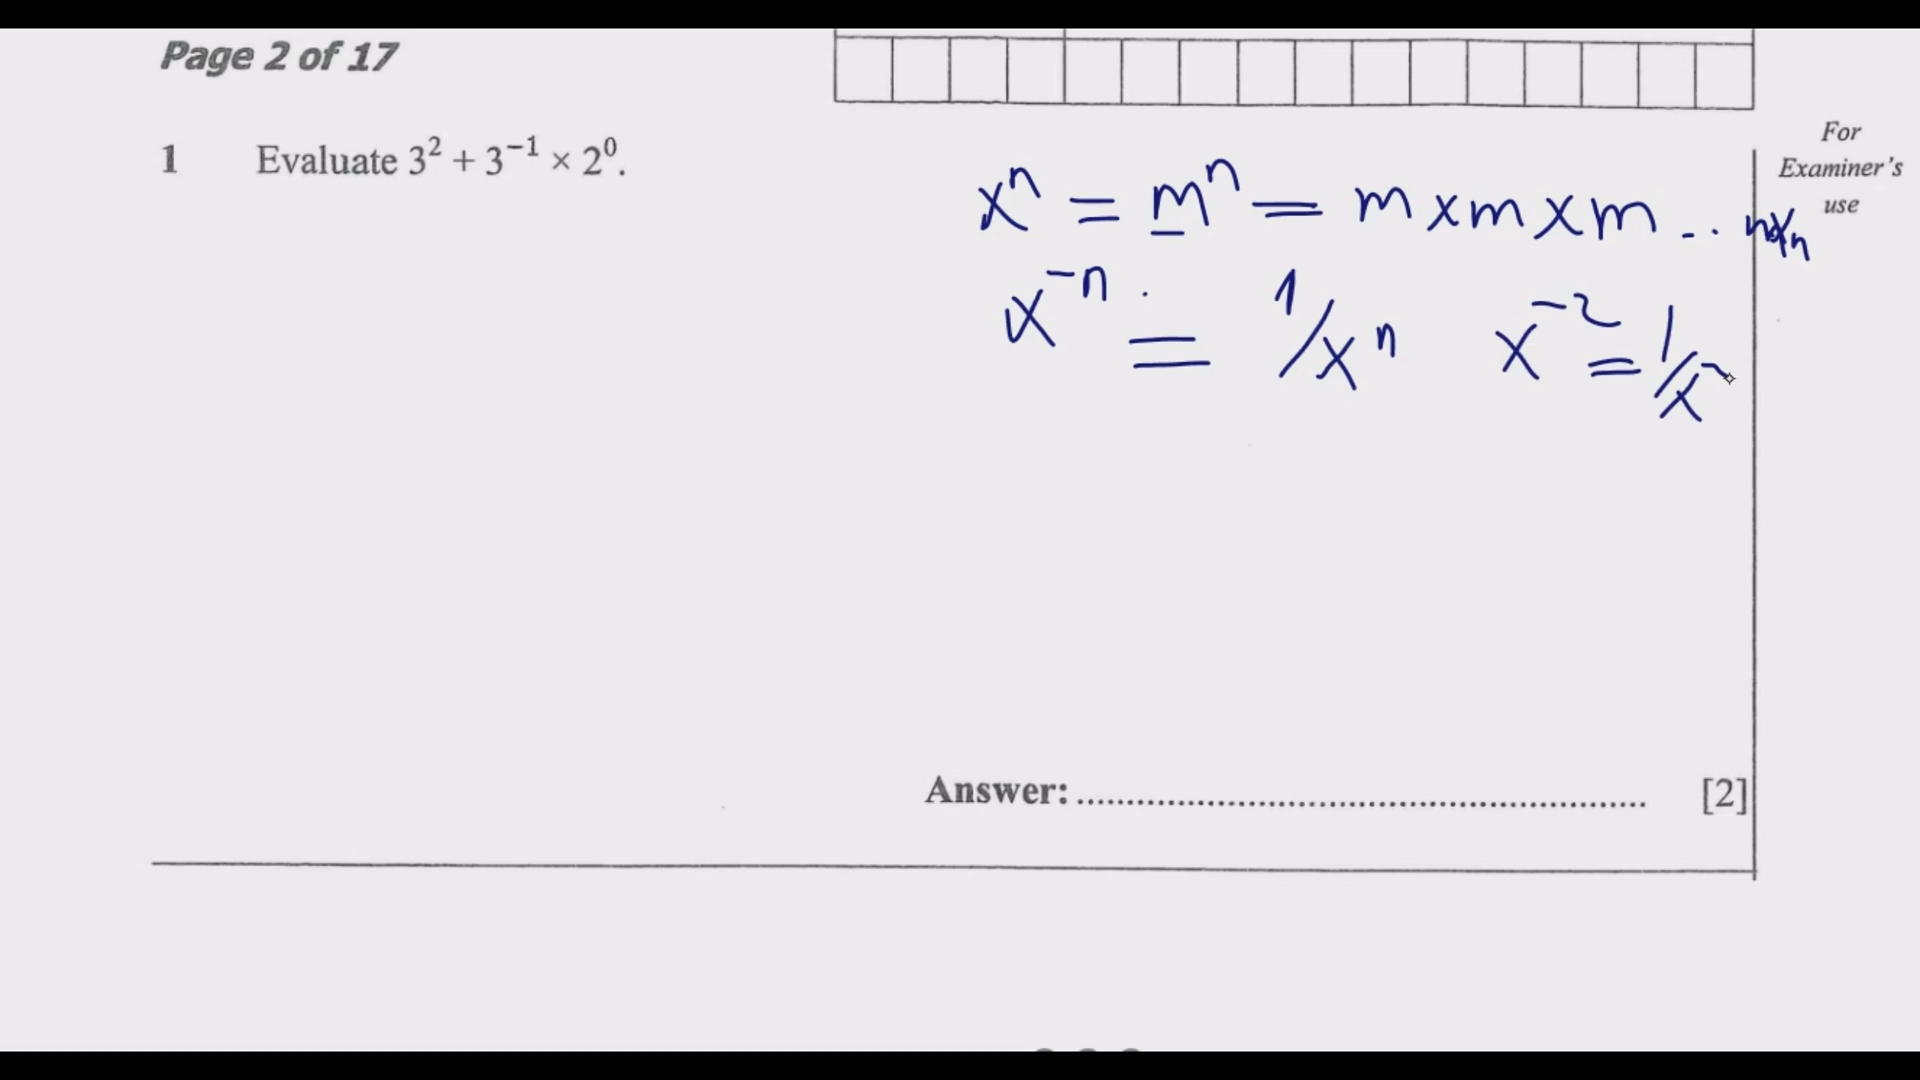 Page 2 of 17
For
Examiner's
use
1 Evaluate 3² + 3⁻¹ × 2⁰.
xⁿ = mⁿ = m × m × m - . .
x⁻ⁿ . = 1/xⁿ x⁻² = 1/x
Answer: ........................................................... [2]